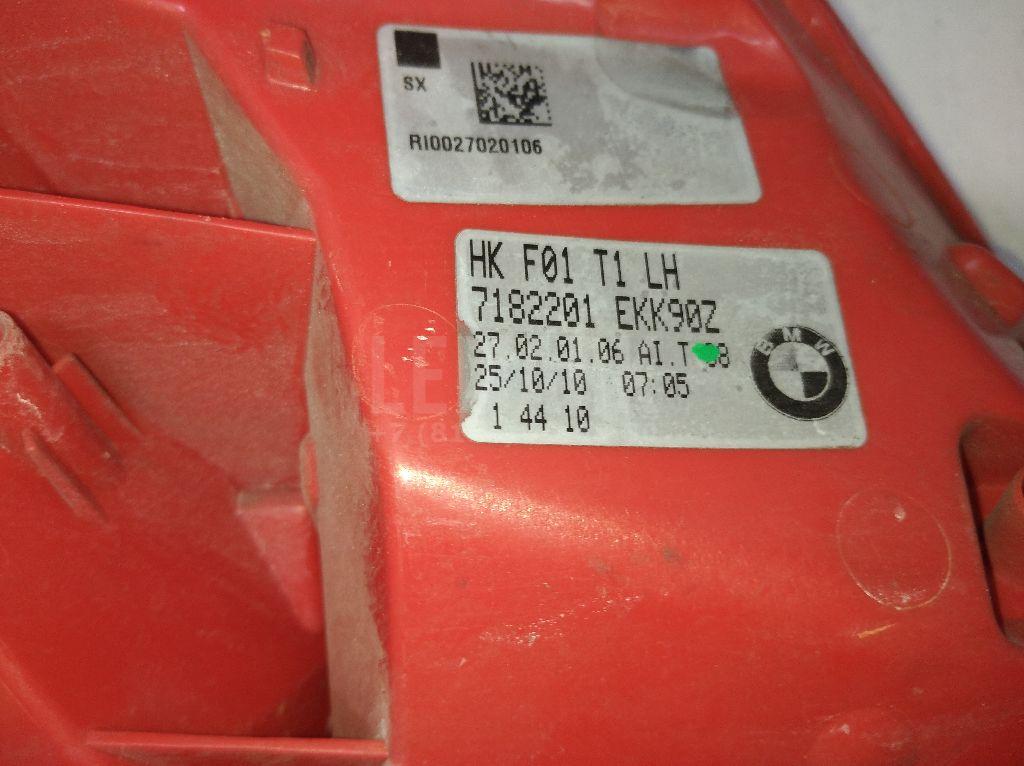 SX
RI0027020106
HK F01 T1 LH
7182201 EKK90Z
27.02.01.06 AI.T
25/10/10 07:05
1 44 10
BMW